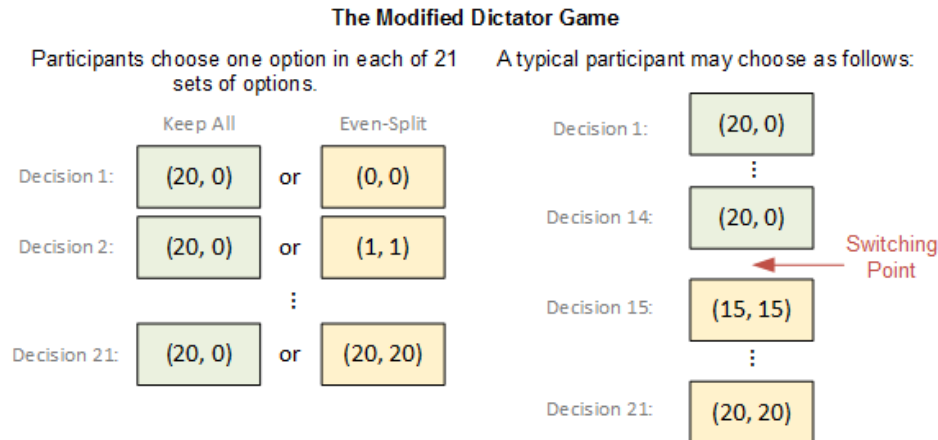 The Modified Dictator Game
Participants choose one option in each of 21
sets of options.
Keep All Even-Split
Decision 1: (20, 0) or (0, 0)
Decision 2: (20, 0) or (1, 1)
⋮
Decision 21: (20, 0) or (20, 20)
A typical participant may choose as follows:
Decision 1: (20, 0)
⋮
Decision 14: (20, 0)
Switching
Point
Decision 15: (15, 15)
⋮
Decision 21: (20, 20)